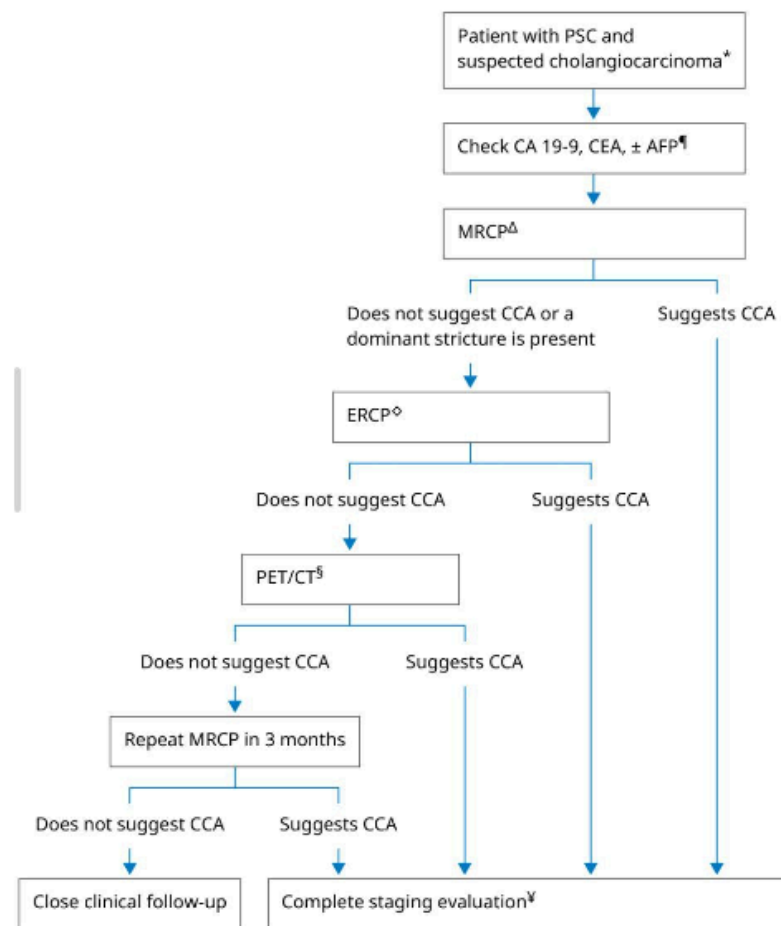 Patient with PSC and
suspected cholangiocarcinoma*
Check CA 19-9, CEA, ± AFP¶
MRCPΔ
Does not suggest CCA or a
dominant stricture is present
Suggests CCA
ERCP◇
Does not suggest CCA
Suggests CCA
PET/CT§
Does not suggest CCA
Suggests CCA
Repeat MRCP in 3 months
Does not suggest CCA
Suggests CCA
Close clinical follow-up
Complete staging evaluation¥